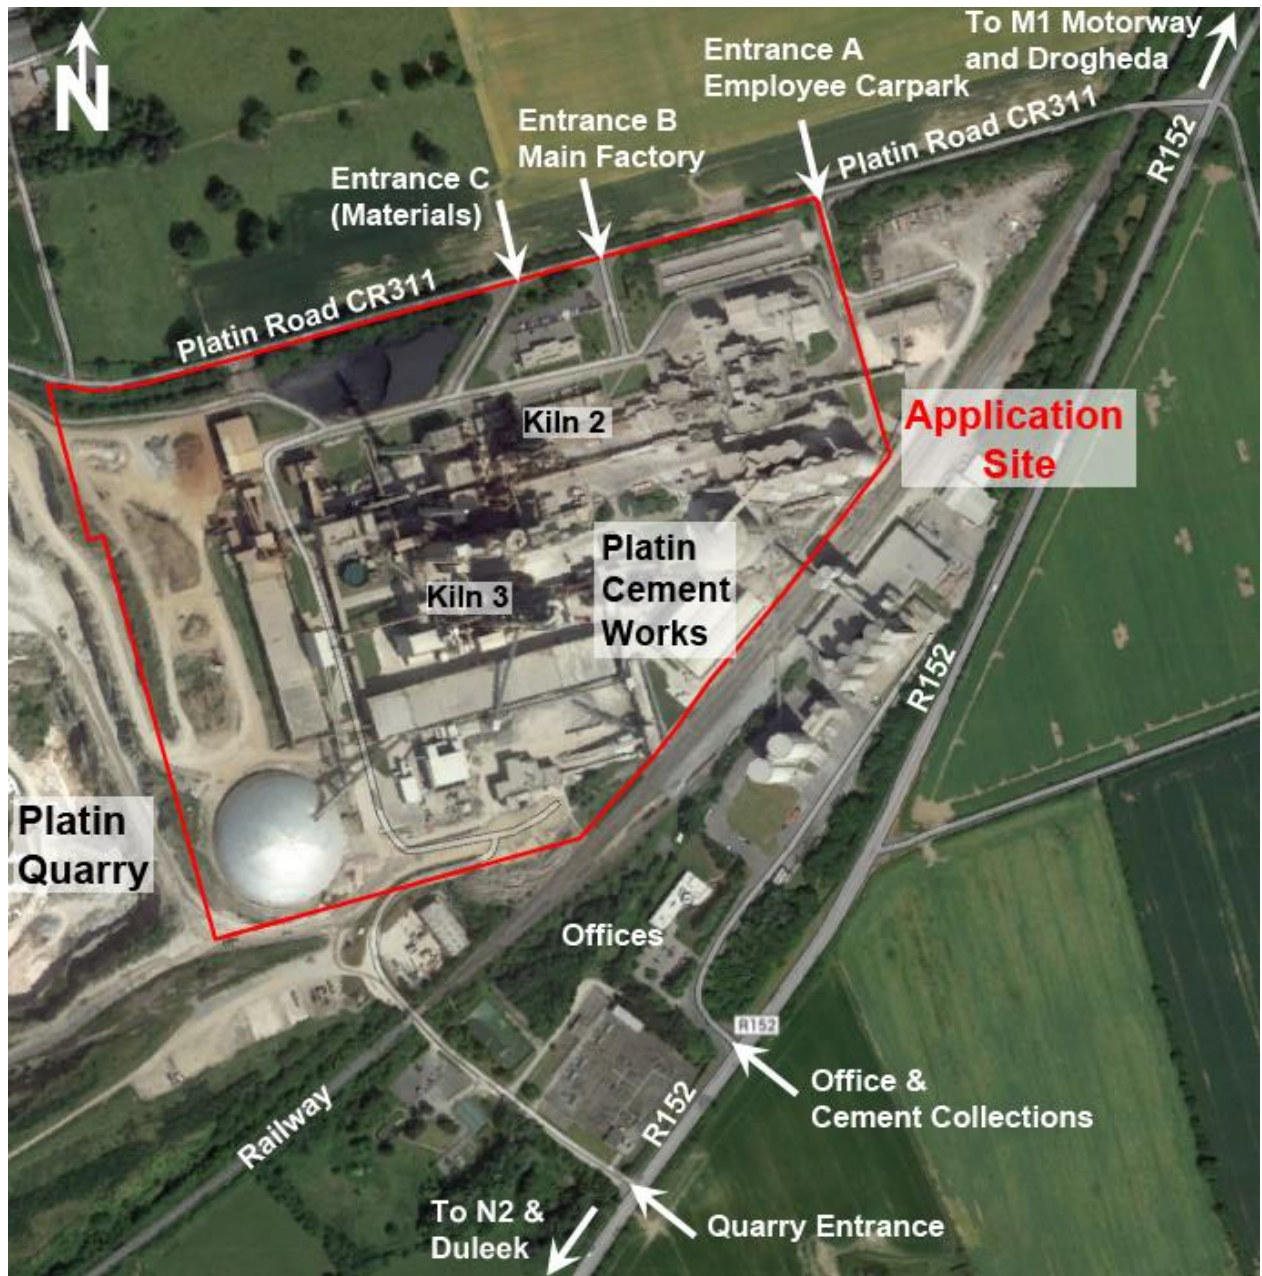 To M1 Motorway
and Drogheda
N
Entrance A
Employee Carpark
Entrance B
Main Factory
Platin Road CR311
R152
Entrance C
(Materials)
Platin Road CR311
Application
Site
Kiln 2
Platin
Cement
Works
Kiln 3
R152
Platin
Quarry
Offices
R152
Office &
Cement Collections
R152
Railway
To N2 &
Duleek
Quarry Entrance